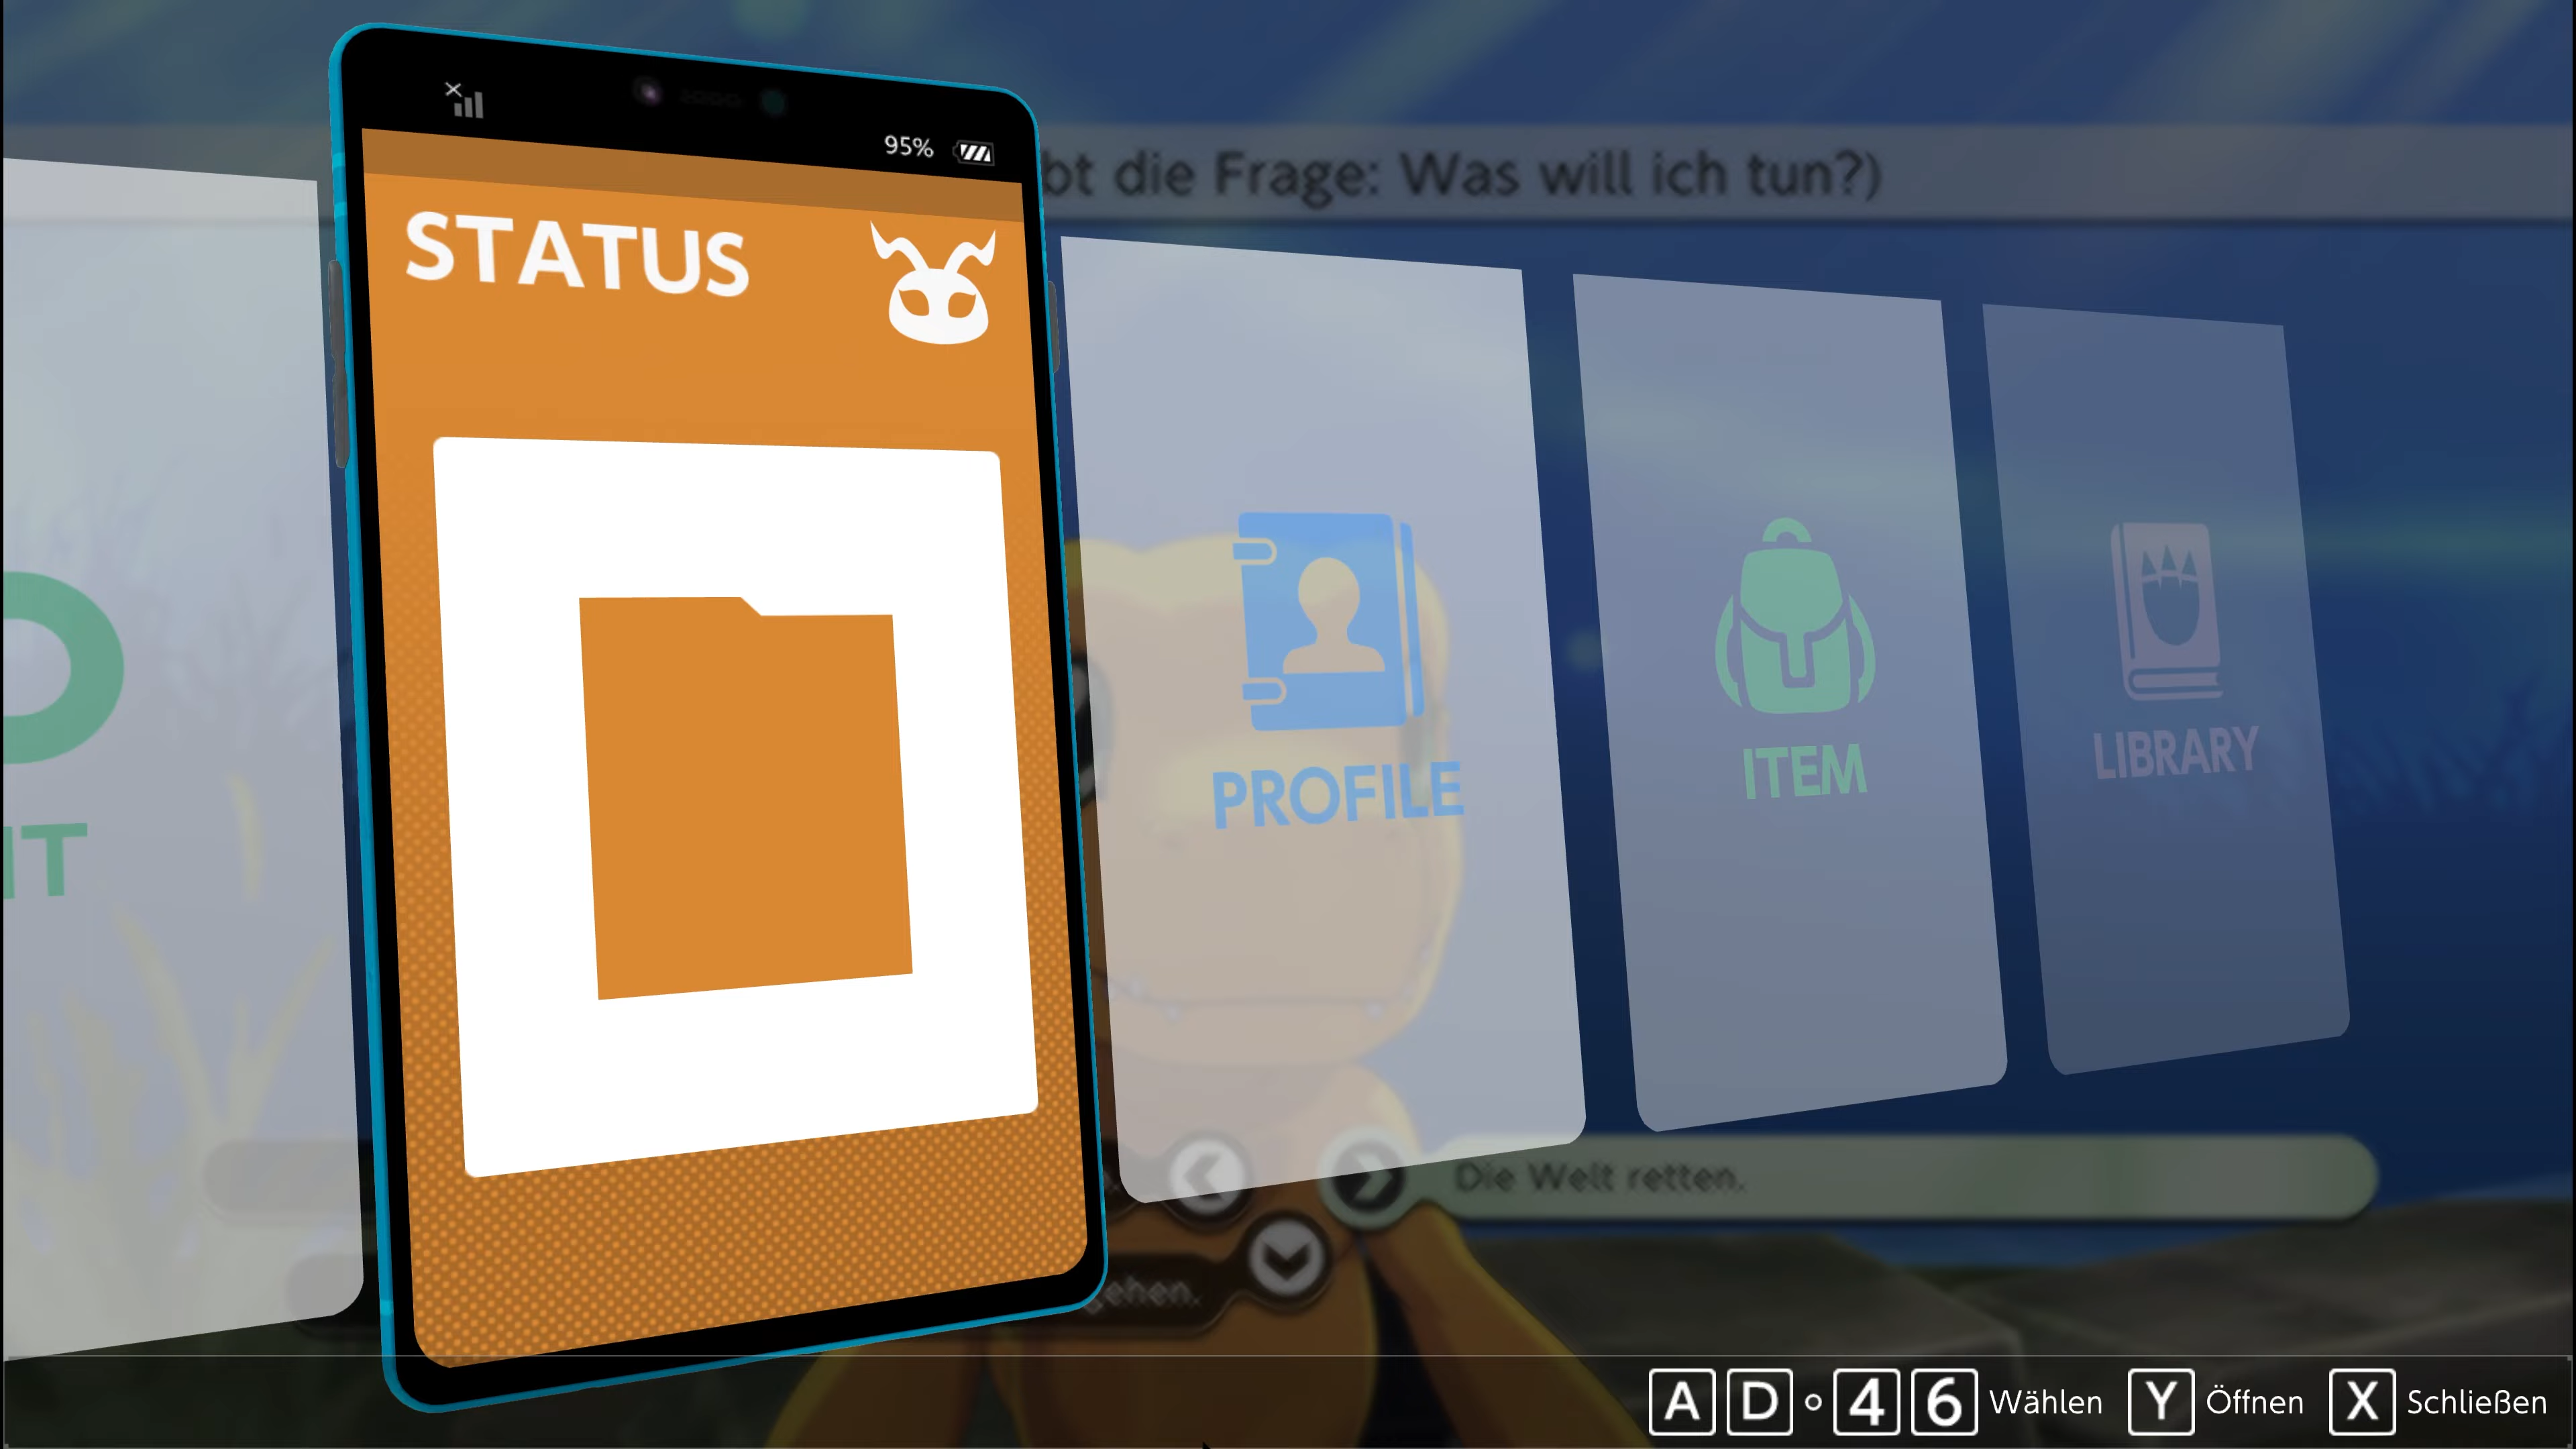 95%
bt die Frage: Was will ich tun?)
STATUS
PROFILE
ITEM
LIBRARY
IT
Die Welt retten.
gehen.
A D 4 6 Wählen Y Öffnen X Schließen